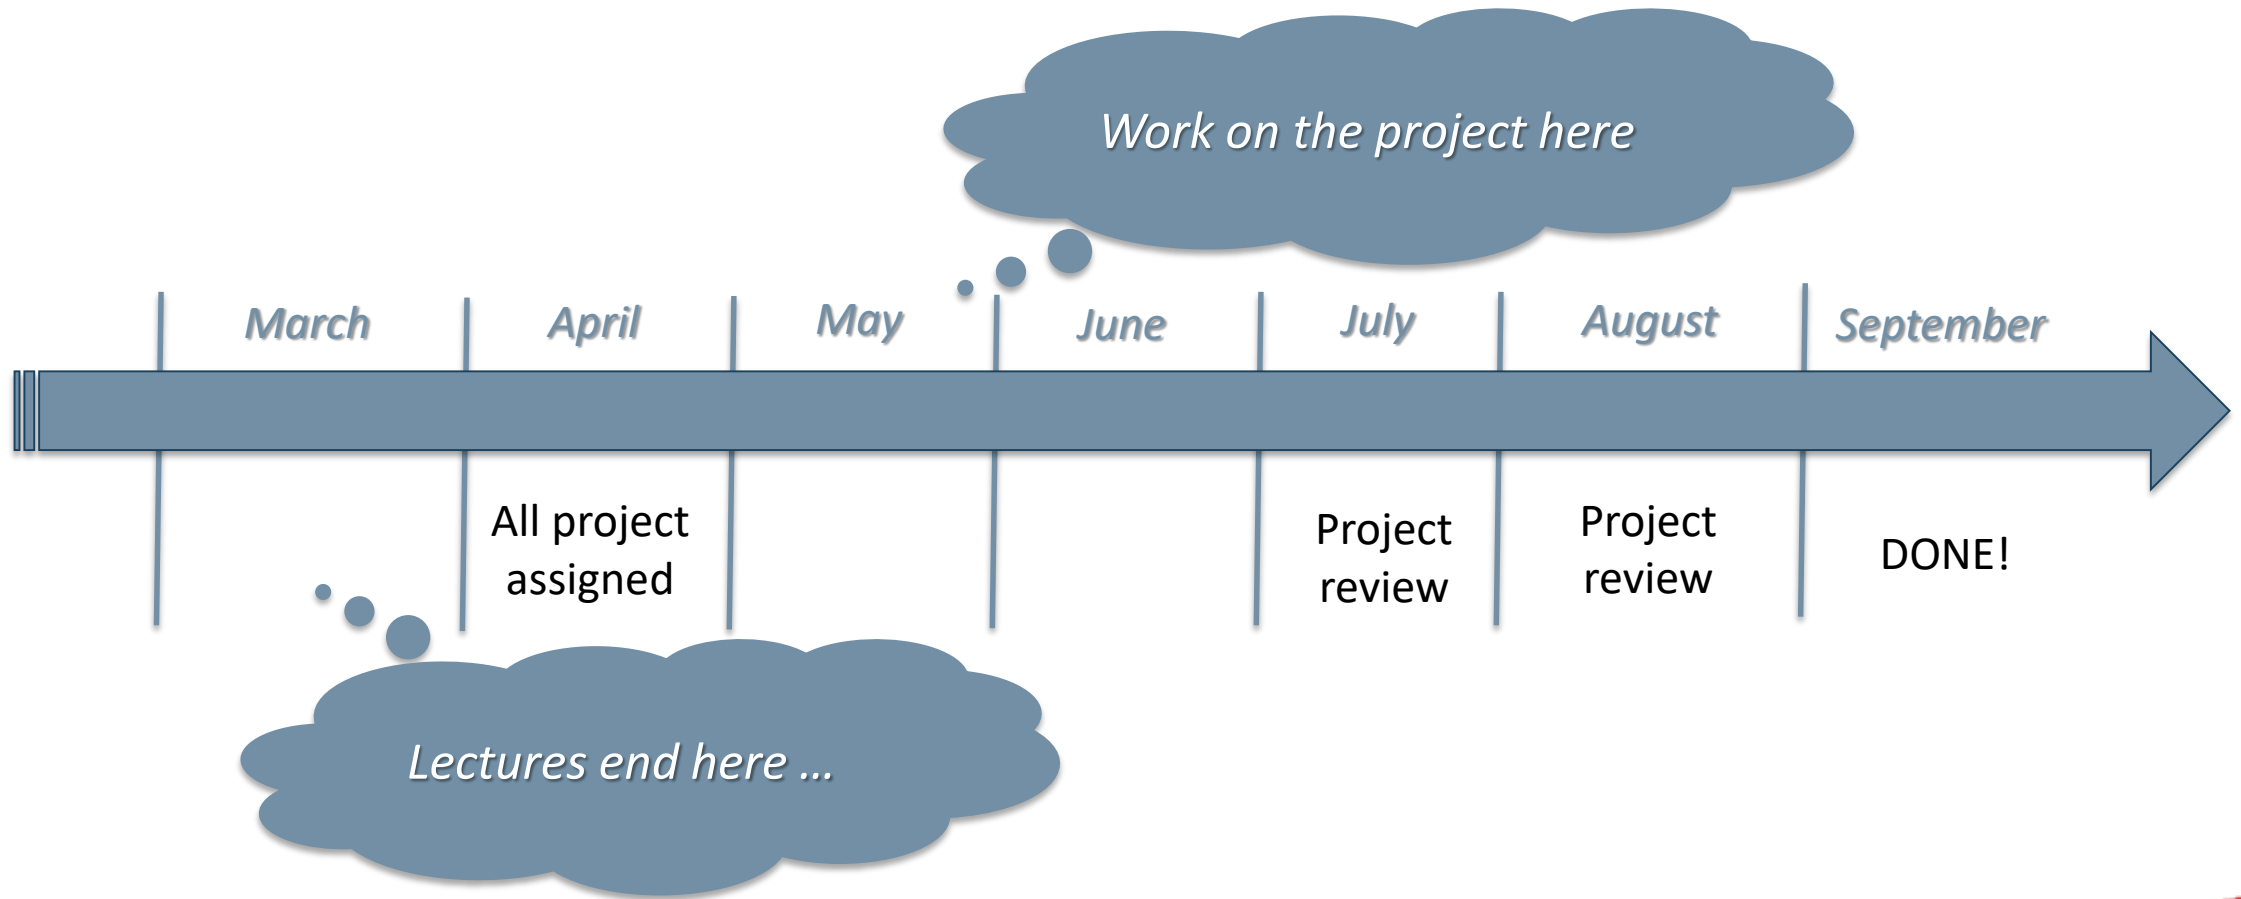 Work on the project here
March
April
May
June
July
August
September
All project
assigned
Project
review
Project
review
DONE!
Lectures end here ...